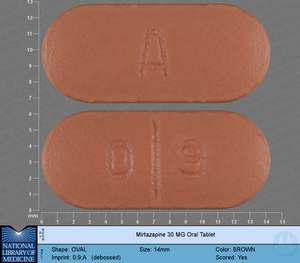 13
12
11
10
9
8
7
6
5
4
3
2
1
mm
A
0 9
1 2 3 4 5 6 7 8 9 10 11 12 13 14 15
Mirtazapine 30 MG Oral Tablet
NATIONAL
LIBRARY OF
MEDICINE
Shape: OVAL Size: 14mm Color: BROWN
Imprint: 0;9;A (debossed) Scored: Yes